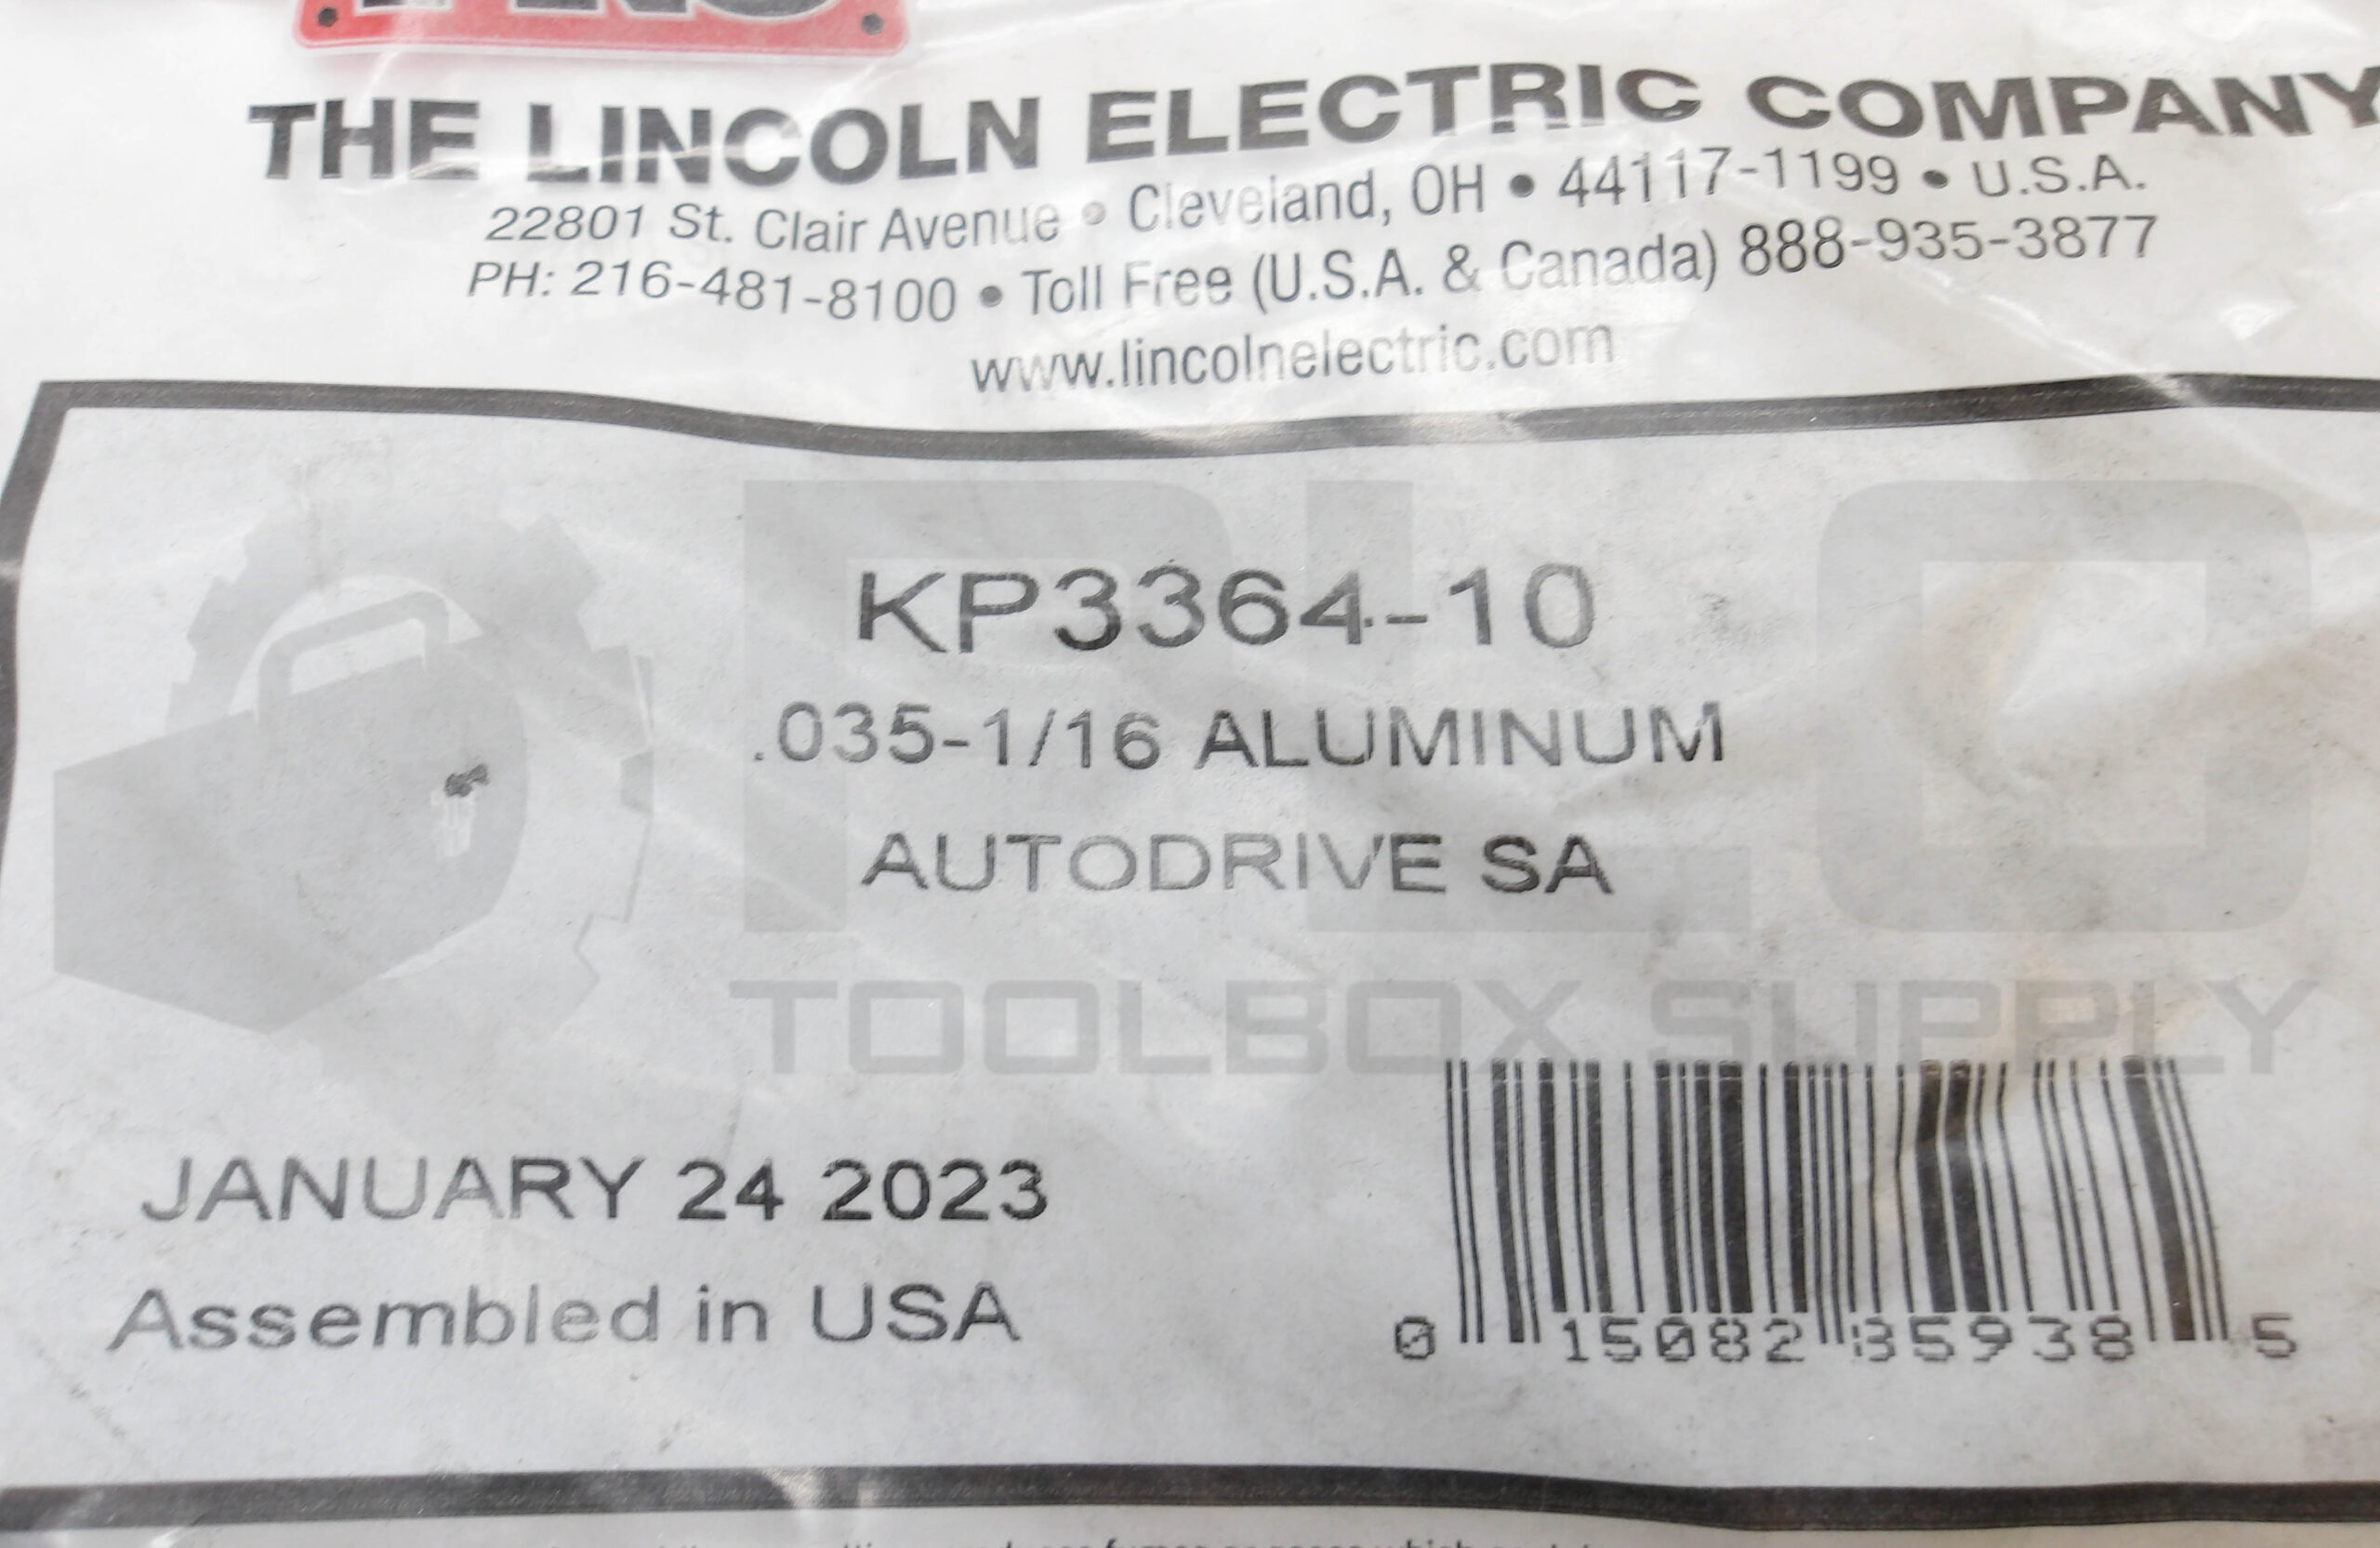 THE LINCOLN ELECTRIC COMPANY
22801 St. Clair Avenue • Cleveland, OH • 44117-1199 • U.S.A.
PH: 216-481-8100 • Toll Free (U.S.A. & Canada) 888-935-3877
www.lincolnelectric.com
KP3364-10
.035-1/16 ALUMINUM
AUTODRIVE SA
PLC
TOOLBOX SUPPLY
JANUARY 24 2023
Assembled in USA
0 15082 85938 5